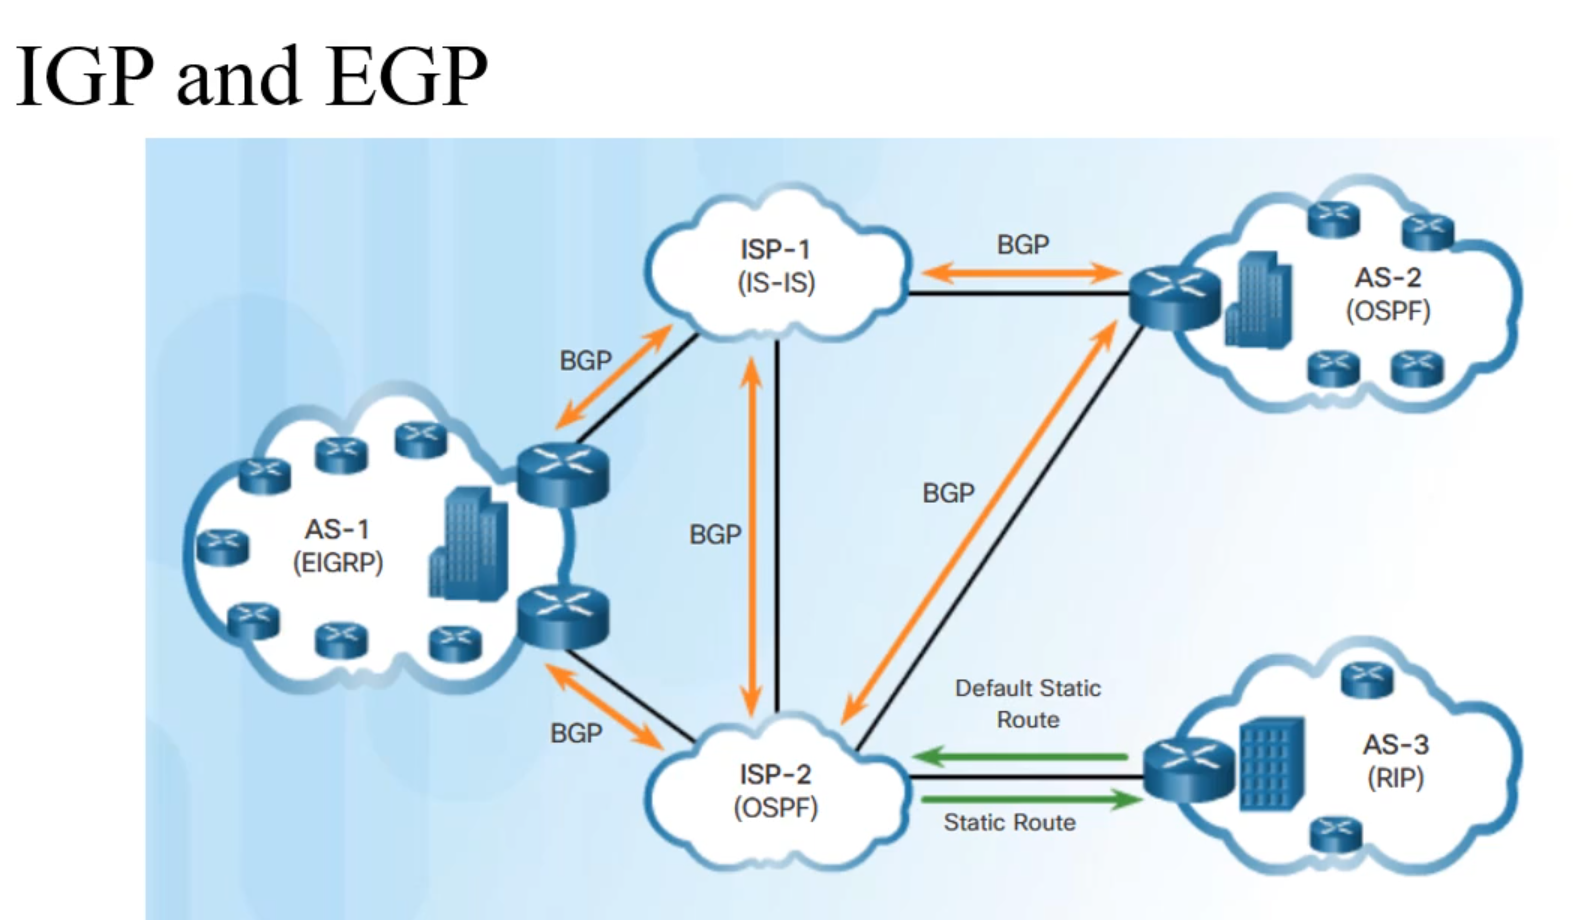 IGP and EGP
ISP-1
(IS-IS)
BGP
AS-2
(OSPF)
BGP
AS-1
(EIGRP)
BGP
BGP
BGP
ISP-2
(OSPF)
Default Static
Route
Static Route
AS-3
(RIP)